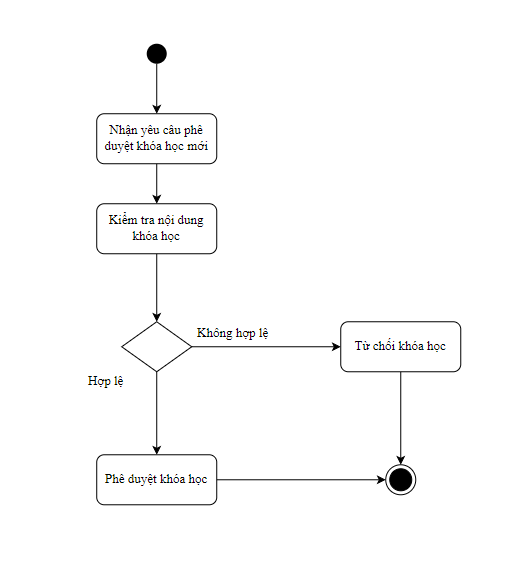 Nhận yêu câu phê
duyệt khóa học mới
Kiểm tra nội dung
khóa học
Không hợp lệ
Từ chối khóa học
Hợp lệ
Phê duyệt khóa học